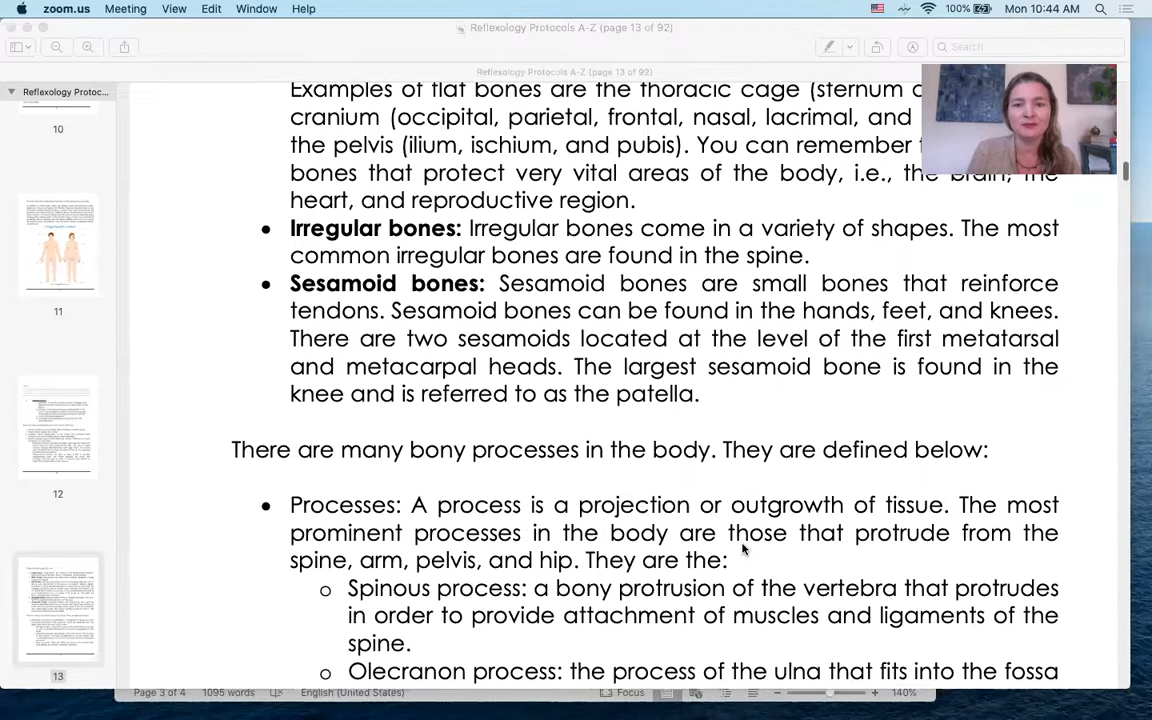 zoom.us Meeting View Edit Window Help 100% Mon 10:44 AM
Reflexology Protocols A-Z (page 13 of 92)
Search
Reflexology Protocols A-Z (page 13 of 92)
Reflexology Protoc...
10
11
12
13
Examples of flat bones are the thoracic cage (sternum
cranium (occipital, parietal, frontal, nasal, lacrimal, and
the pelvis (ilium, ischium, and pubis). You can remember
bones that protect very vital areas of the body, i.e., the brain, the
heart, and reproductive region.
• Irregular bones: Irregular bones come in a variety of shapes. The most
common irregular bones are found in the spine.
• Sesamoid bones: Sesamoid bones are small bones that reinforce
tendons. Sesamoid bones can be found in the hands, feet, and knees.
There are two sesamoids located at the level of the first metatarsal
and metacarpal heads. The largest sesamoid bone is found in the
knee and is referred to as the patella.
There are many bony processes in the body. They are defined below:
• Processes: A process is a projection or outgrowth of tissue. The most
prominent processes in the body are those that protrude from the
spine, arm, pelvis, and hip. They are the:
o Spinous process: a bony protrusion of the vertebra that protrudes
in order to provide attachment of muscles and ligaments of the
spine.
o Olecranon process: the process of the ulna that fits into the fossa
Page 3 of 4 1095 words English (United States) Focus 140%